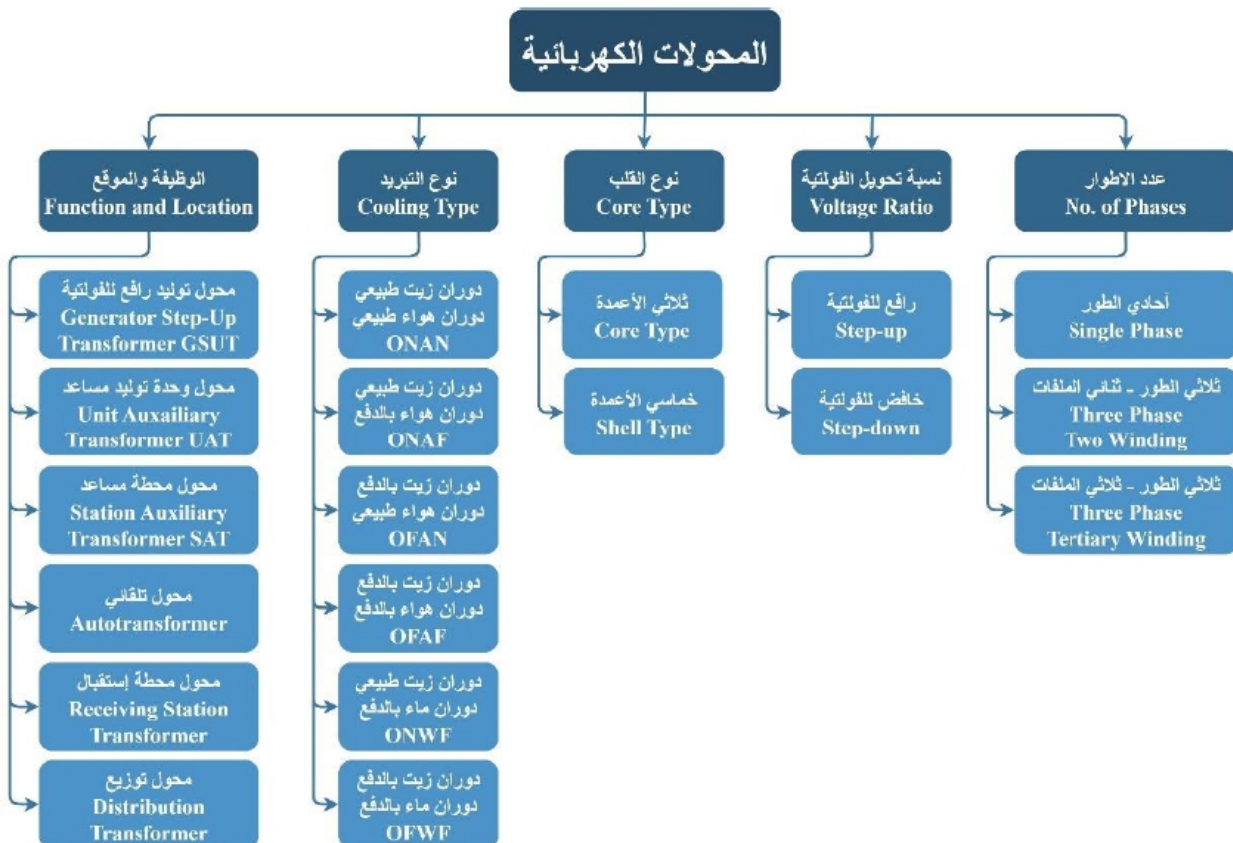 المحولات الكهربائية
الوظيفة والموقع
Function and Location
نوع التبريد
Cooling Type
نوع القلب
Core Type
نسبة تحويل الفولتية
Voltage Ratio
عدد الاطوار
No. of Phases
محول توليد رافع للفولتية
Generator Step-Up
Transformer GSUT
محول وحدة توليد مساعد
Unit Auxailiary
Transformer UAT
محول محطة مساعد
Station Auxiliary
Transformer SAT
محول تلقائي
Autotransformer
محول محطة إستقبال
Receiving Station
Transformer
محول توزيع
Distribution
Transformer
دوران زيت طبيعي
دوران هواء طبيعي
ONAN
دوران زيت طبيعي
دوران هواء بالدفع
ONAF
دوران زيت بالدفع
دوران هواء طبيعي
OFAN
دوران زيت بالدفع
دوران هواء بالدفع
OFAF
دوران زيت طبيعي
دوران ماء بالدفع
ONWF
دوران زيت بالدفع
دوران ماء بالدفع
OFWF
ثلاثي الأعمدة
Core Type
خماسي الأعمدة
Shell Type
رافع للفولتية
Step-up
خافض للفولتية
Step-down
أحادي الطور
Single Phase
ثلاثي الطور - ثنائي الملفات
Three Phase
Two Winding
ثلاثي الطور - ثلاثي الملفات
Three Phase
Tertiary Winding